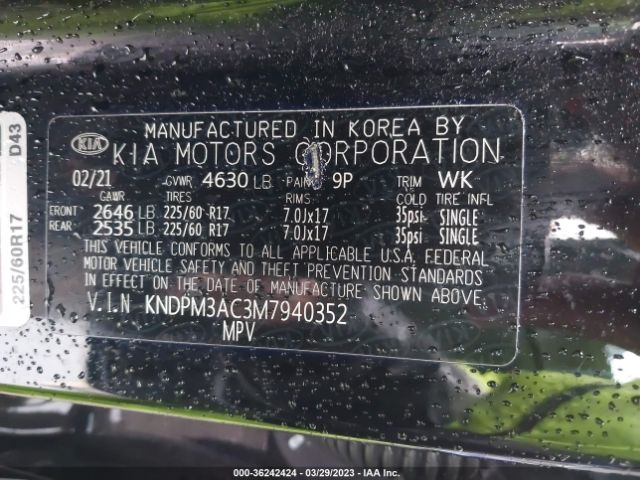 MANUFACTURED IN KOREA BY
KIA KIA MOTORS CORPORATION
02/21 GVWR 4630 LB PAINT 9P TRIM WK
GAWR TIRES RIMS COLD TIRE INFL
FRONT 2646 LB. 225/60 R17 7.0Jx17 35psi SINGLE
REAR 2535 LB. 225/60 R17 7.0Jx17 35psi SINGLE
THIS VEHICLE CONFORMS TO ALL APPLICABLE U.S.A. FEDERAL
MOTOR VEHICLE SAFETY AND THEFT PREVENTION STANDARDS
IN EFFECT ON THE DATE OF MANUFACTURE SHOWN ABOVE.
V.I.N KNDPM3AC3M7940352
MPV
225/60R17 D43
000-36242424 - 03/29/2023 - IAA Inc.